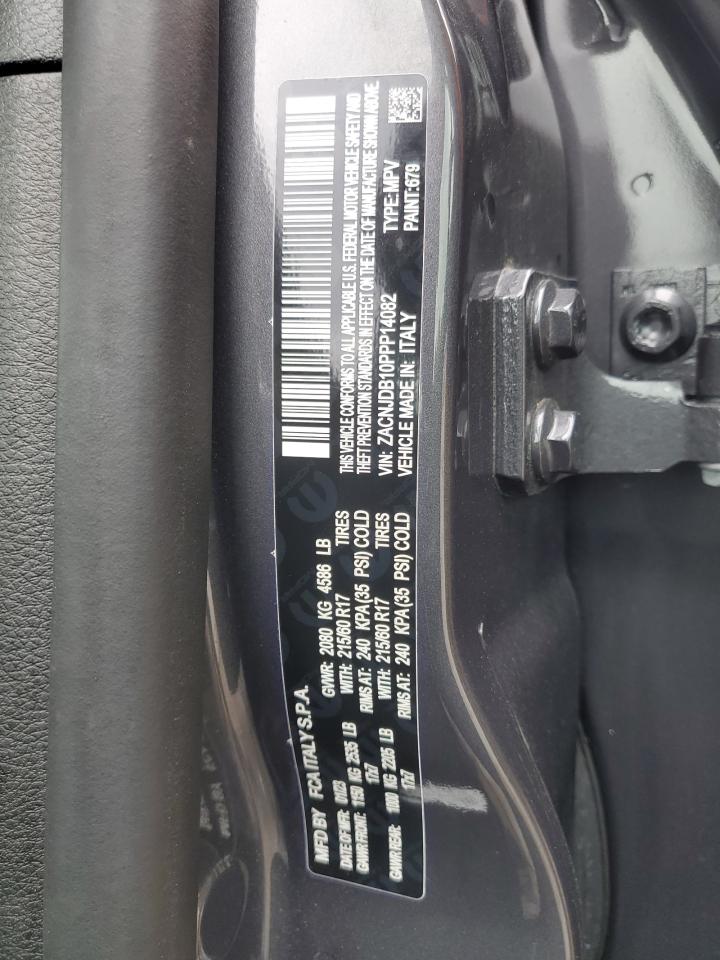 MFD BY FCA ITALY S.P.A.
DATE OF MFR: 01/23 GVWR: 2080 KG 4586 LB
GAWR FRONT: 1150 KG 2535 LB WITH: 215/60 R17 TIRES
17x7 RIMS AT: 240 KPA(35 PSI) COLD
GAWR REAR: 1000 KG 2205 LB WITH: 215/60 R17 TIRES
17x7 RIMS AT: 240 KPA(35 PSI) COLD
THIS VEHICLE CONFORMS TO ALL APPLICABLE U.S. FEDERAL MOTOR VEHICLE SAFETY AND
THEFT PREVENTION STANDARDS IN EFFECT ON THE DATE OF MANUFACTURE SHOWN ABOVE.
VIN: ZACNJDB10PPP14082 TYPE: MPV
VEHICLE MADE IN: ITALY PAINT:679